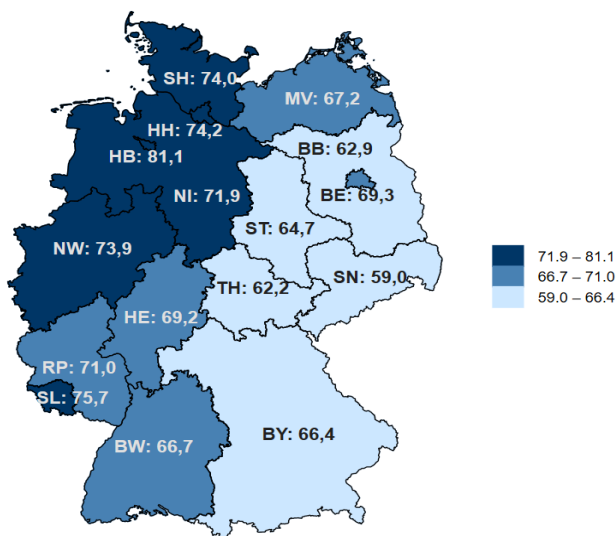 SH: 74,0
MV: 67,2
HH: 74,2
BB: 62,9
HB: 81,1
NI: 71,9
BE: 69,3
ST: 64,7
NW: 73,9
SN: 59,0
TH: 62,2
HE: 69,2
RP: 71,0
SL: 75,7
BY: 66,4
BW: 66,7
71.9 – 81.1
66.7 – 71.0
59.0 – 66.4